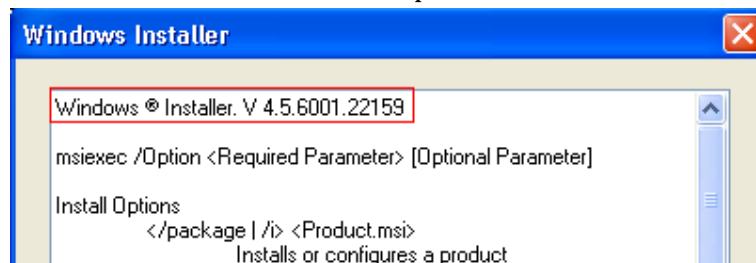 Windows Installer
Windows ® Installer. V 4.5.6001.22159
msiexec /Option <Required Parameter> [Optional Parameter]
Install Options
</package | /i> <Product.msi>
Installs or configures a product